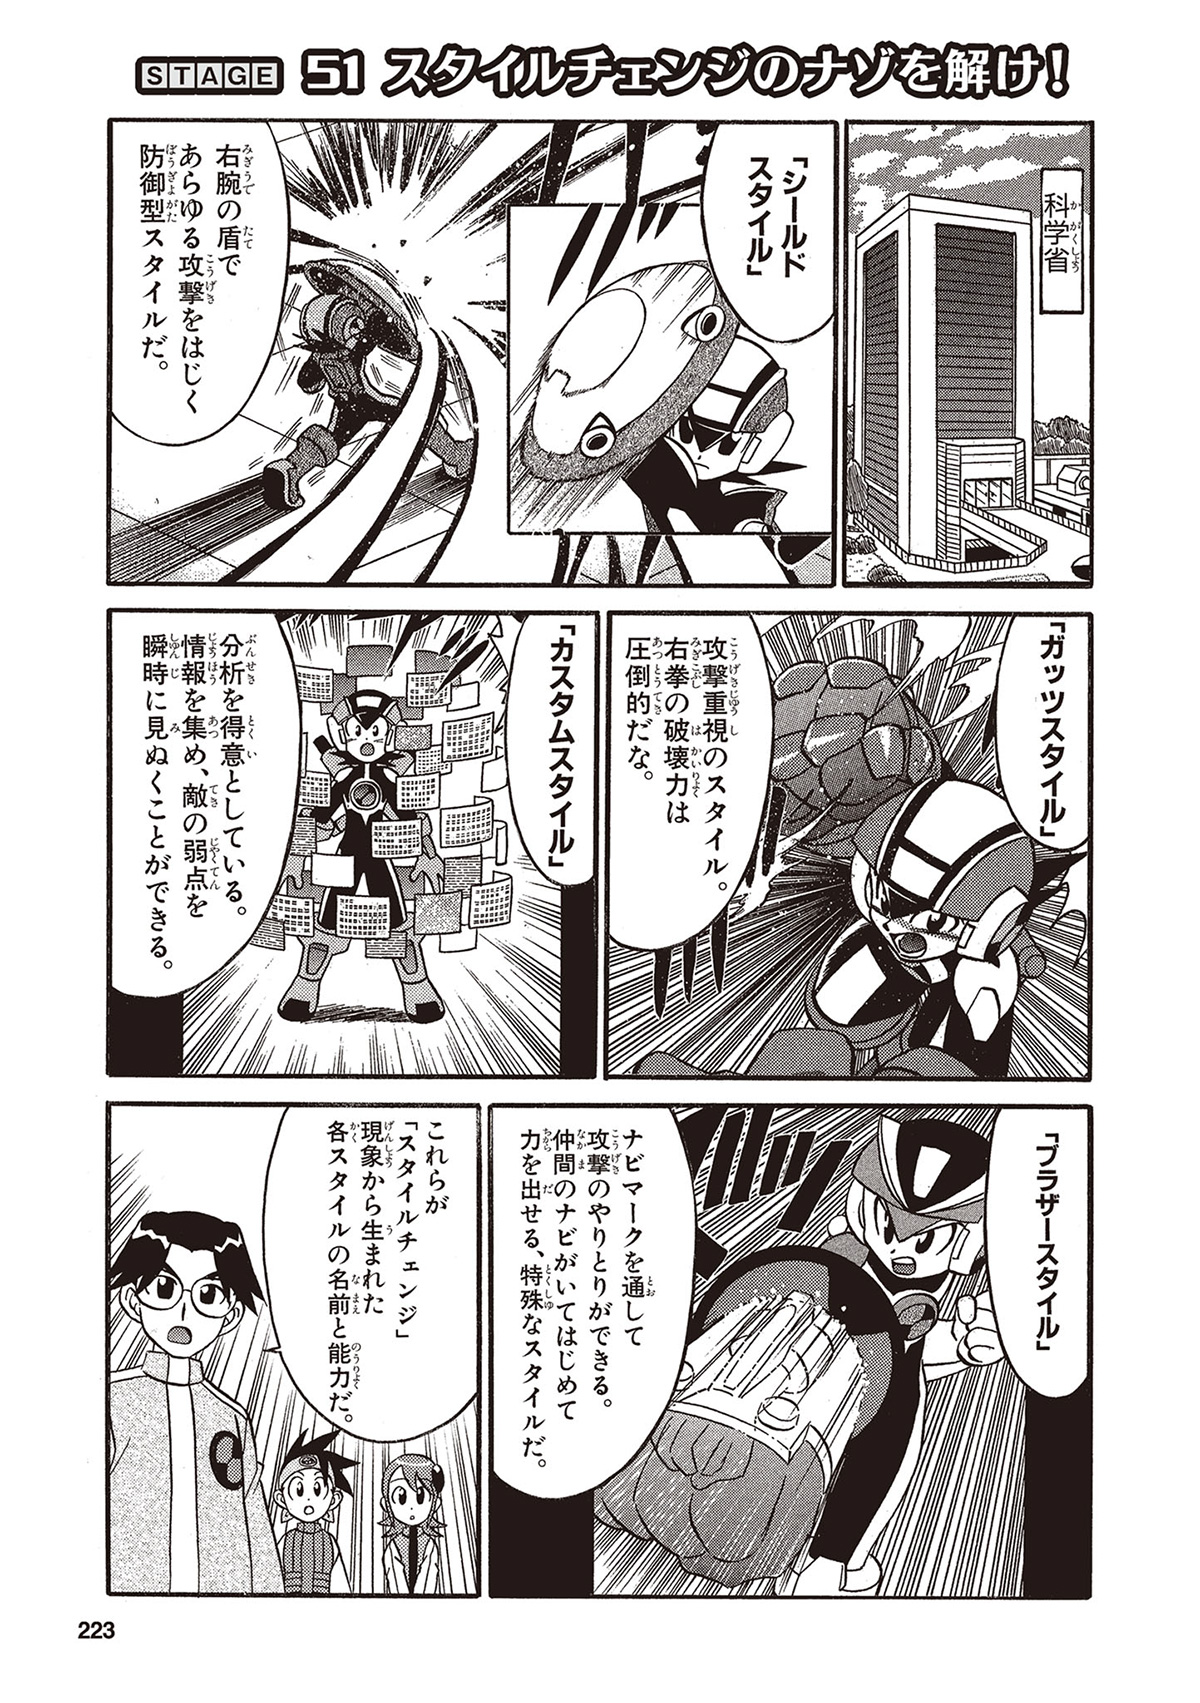 STAGE 51 スタイルチェンジのナゾを解け!
科学省
「シールド
スタイル」
右腕の盾で
あらゆる攻撃をはじく
防御型スタイルだ。
「ガッツスタイル」
攻撃重視のスタイル。
右拳の破壊力は
圧倒的だな。
「カスタムスタイル」
分析を得意としている。
情報を集め、敵の弱点を
瞬時に見ぬくことができる。
「ブラザースタイル」
ナビマークを通して
攻撃のやりとりができる。
仲間のナビがいてはじめて
力を出せる、特殊なスタイルだ。
これらが
「スタイルチェンジ」
現象から生まれた
各スタイルの名前と能力だ。
223